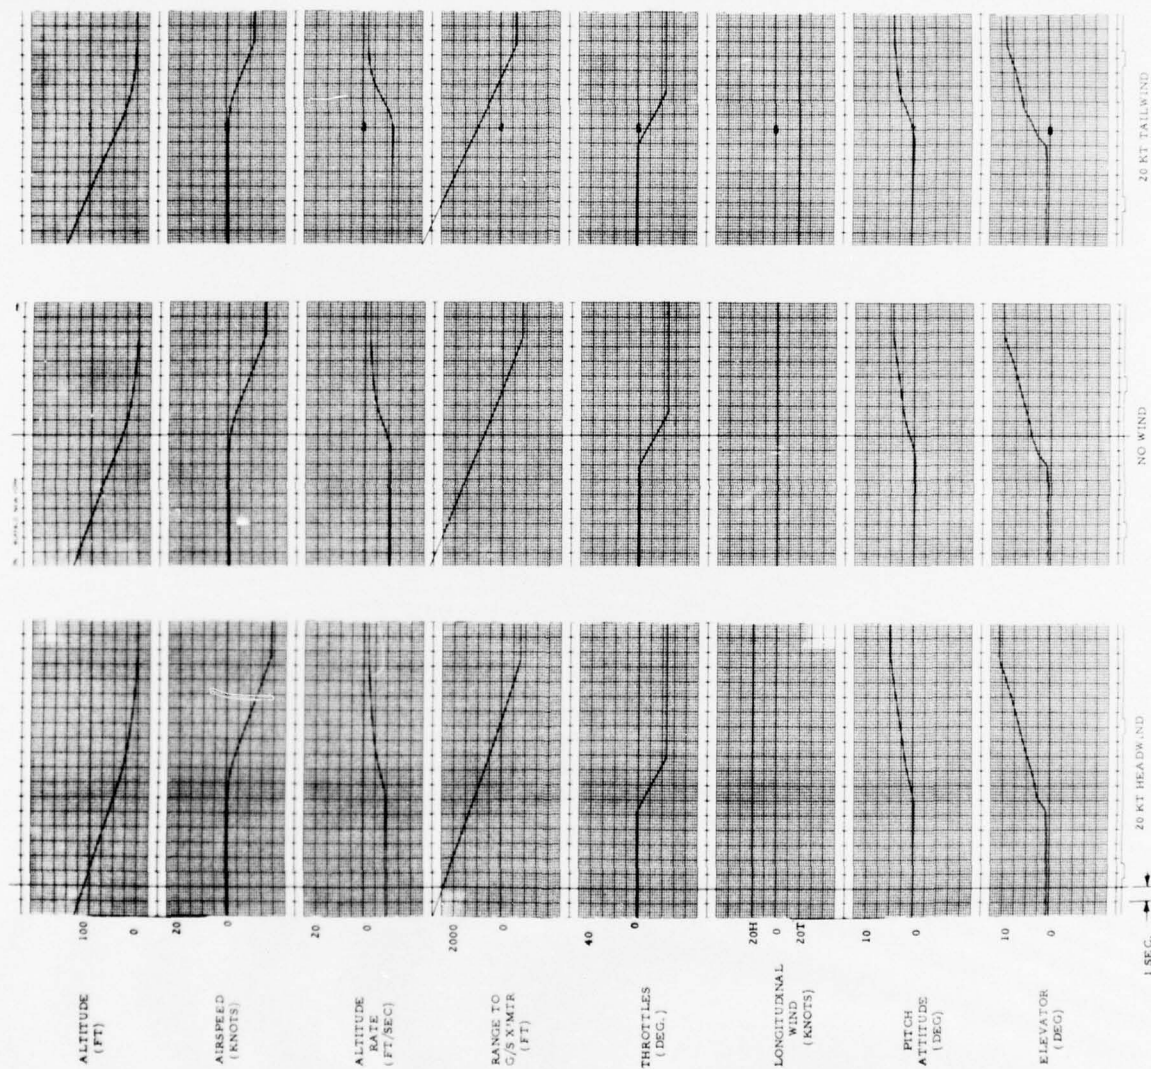 ALTITUDE
(FT)
100
0
AIRSPEED
(KNOTS)
20
0
ALTITUDE
RATE
(FT/SEC)
20
0
RANGE TO
G/S X'MTR
(FT)
2000
0
THROTTLES
(DEG.)
40
0
LONGITUDINAL
WIND
(KNOTS)
20H
0
20T
PITCH
ATTITUDE
(DEG)
10
0
ELEVATOR
(DEG)
10
0
1 SEC.
20 KT HEADWIND
NO WIND
20 KT TAILWIND